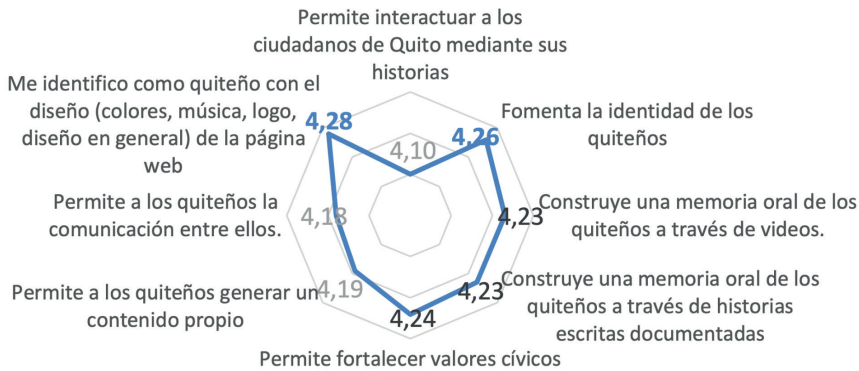 Permite interactuar a los
ciudadanos de Quito mediante sus
historias
Me identifico como quiteño con el
diseño (colores, música, logo,
diseño en general) de la página
web
4,28
4,10
4,26
Fomenta la identidad de los
quiteños
Permite a los quiteños la
comunicación entre ellos.
4,18
4,23
Construye una memoria oral de los
quiteños a través de videos.
Permite a los quiteños generar un
contenido propio
4,19
4,24
4,23
Construye una memoria oral de los
quiteños a través de historias
escritas documentadas
Permite fortalecer valores cívicos